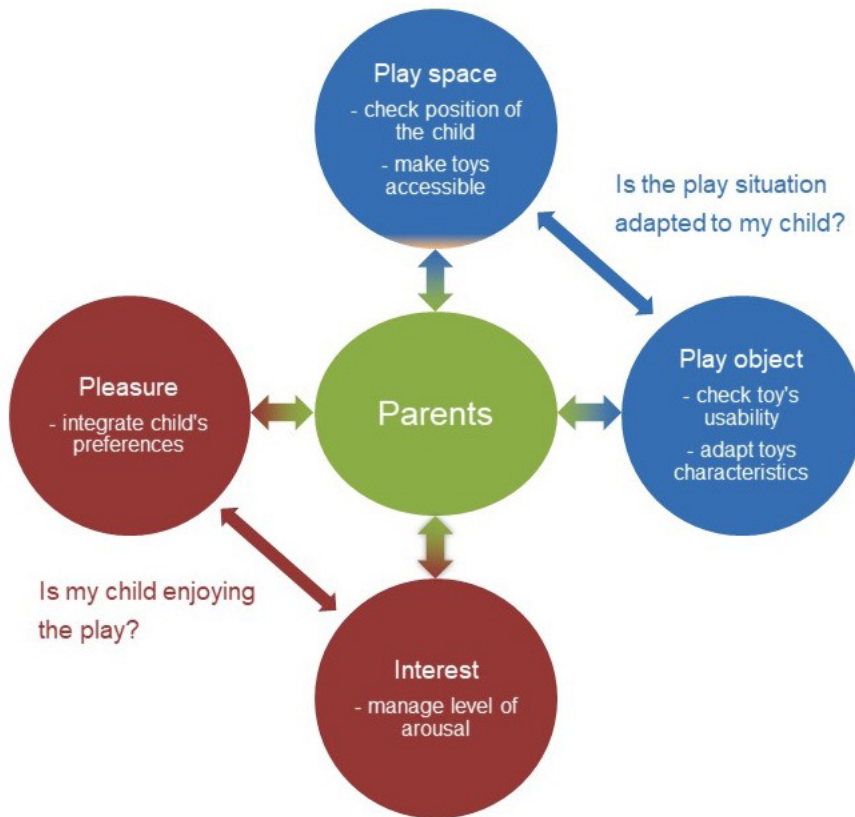 Play space
- check position of
the child
- make toys
accessible
Is the play situation
adapted to my child?
Pleasure
- integrate child's
preferences
Parents
Play object
- check toy's
usability
- adapt toys
characteristics
Is my child enjoying
the play?
Interest
- manage level of
arousal